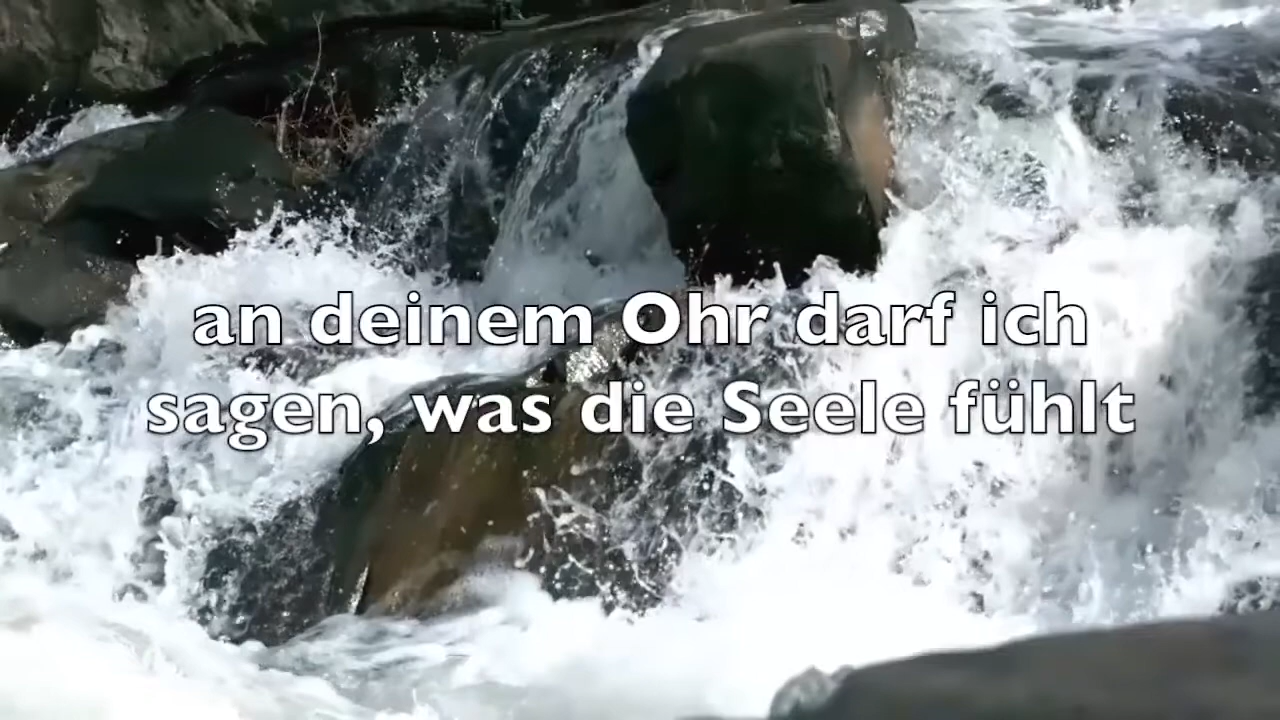 an deinem Ohr darf ich
sagen, was die Seele fühlt